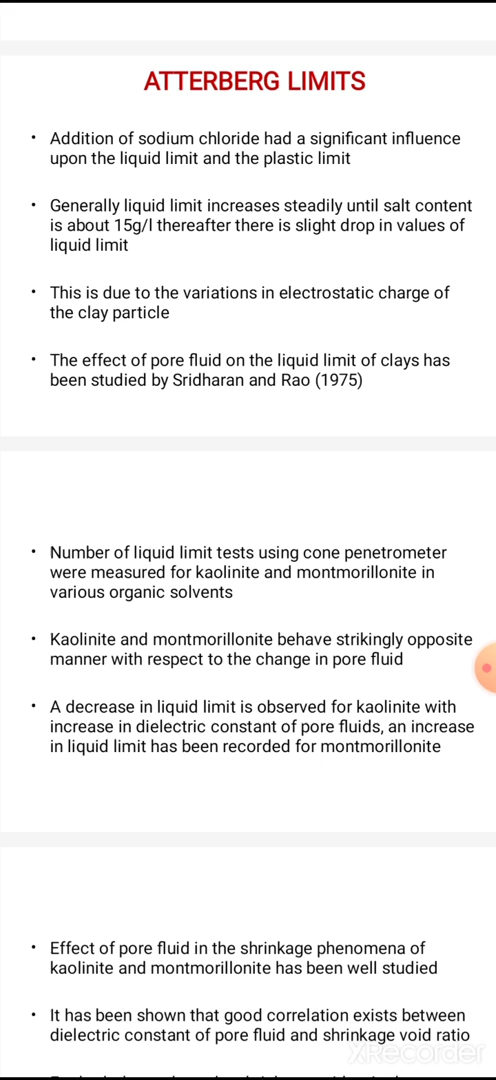 ATTERBERG LIMITS
• Addition of sodium chloride had a significant influence
upon the liquid limit and the plastic limit
• Generally liquid limit increases steadily until salt content
is about 15g/l thereafter there is slight drop in values of
liquid limit
• This is due to the variations in electrostatic charge of
the clay particle
• The effect of pore fluid on the liquid limit of clays has
been studied by Sridharan and Rao (1975)
• Number of liquid limit tests using cone penetrometer
were measured for kaolinite and montmorillonite in
various organic solvents
• Kaolinite and montmorillonite behave strikingly opposite
manner with respect to the change in pore fluid
• A decrease in liquid limit is observed for kaolinite with
increase in dielectric constant of pore fluids, an increase
in liquid limit has been recorded for montmorillonite
• Effect of pore fluid in the shrinkage phenomena of
kaolinite and montmorillonite has been well studied
• It has been shown that good correlation exists between
dielectric constant of pore fluid and shrinkage void ratio
XRecorder